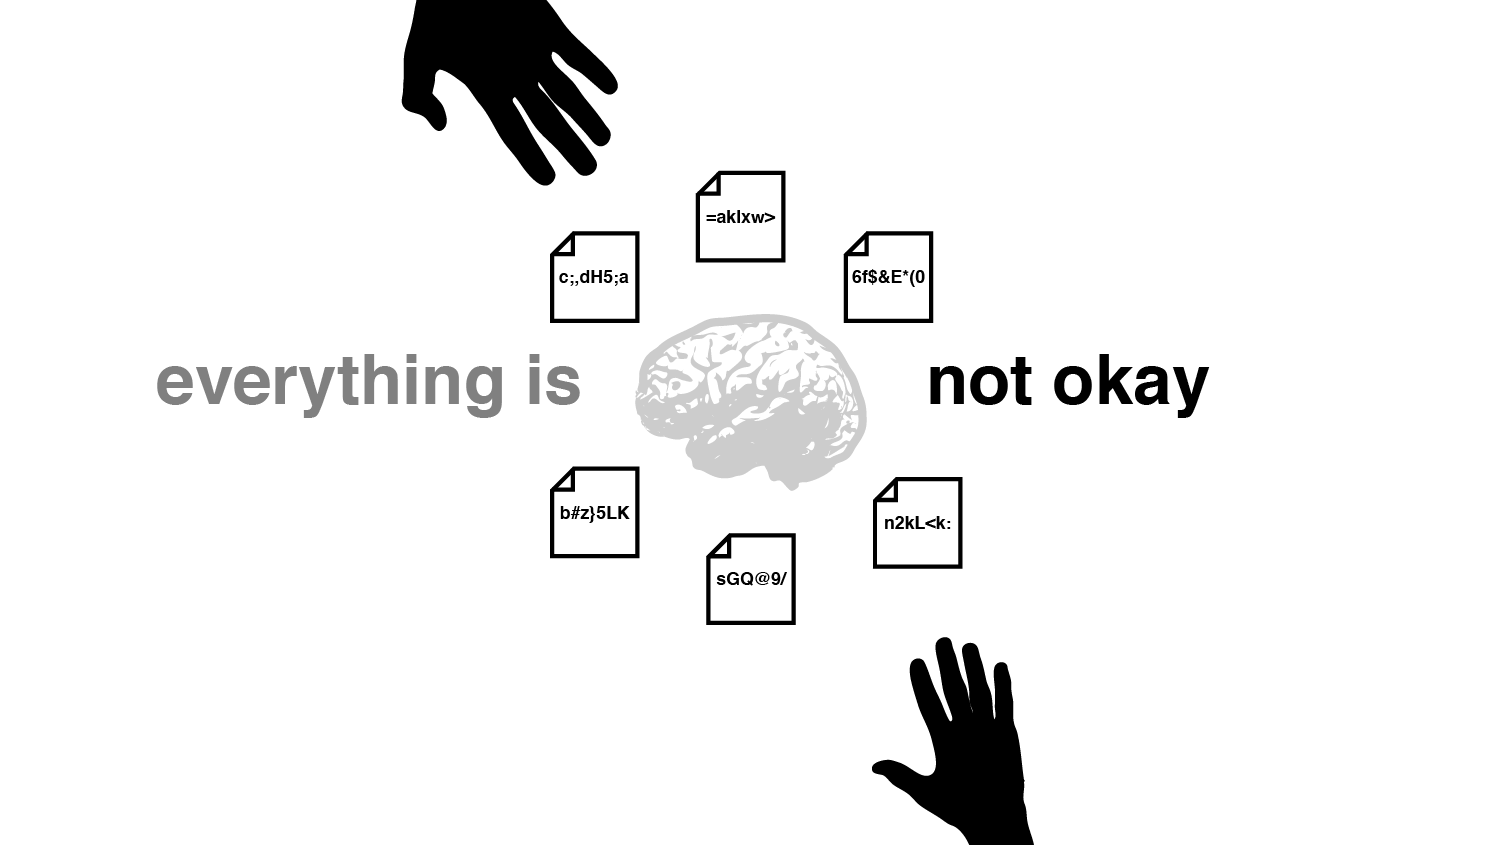 =aklxw>
c;,dH5;a
6f$&E*(0
everything is not okay
b#z}5LK
n2kL<k:
sGQ@9/